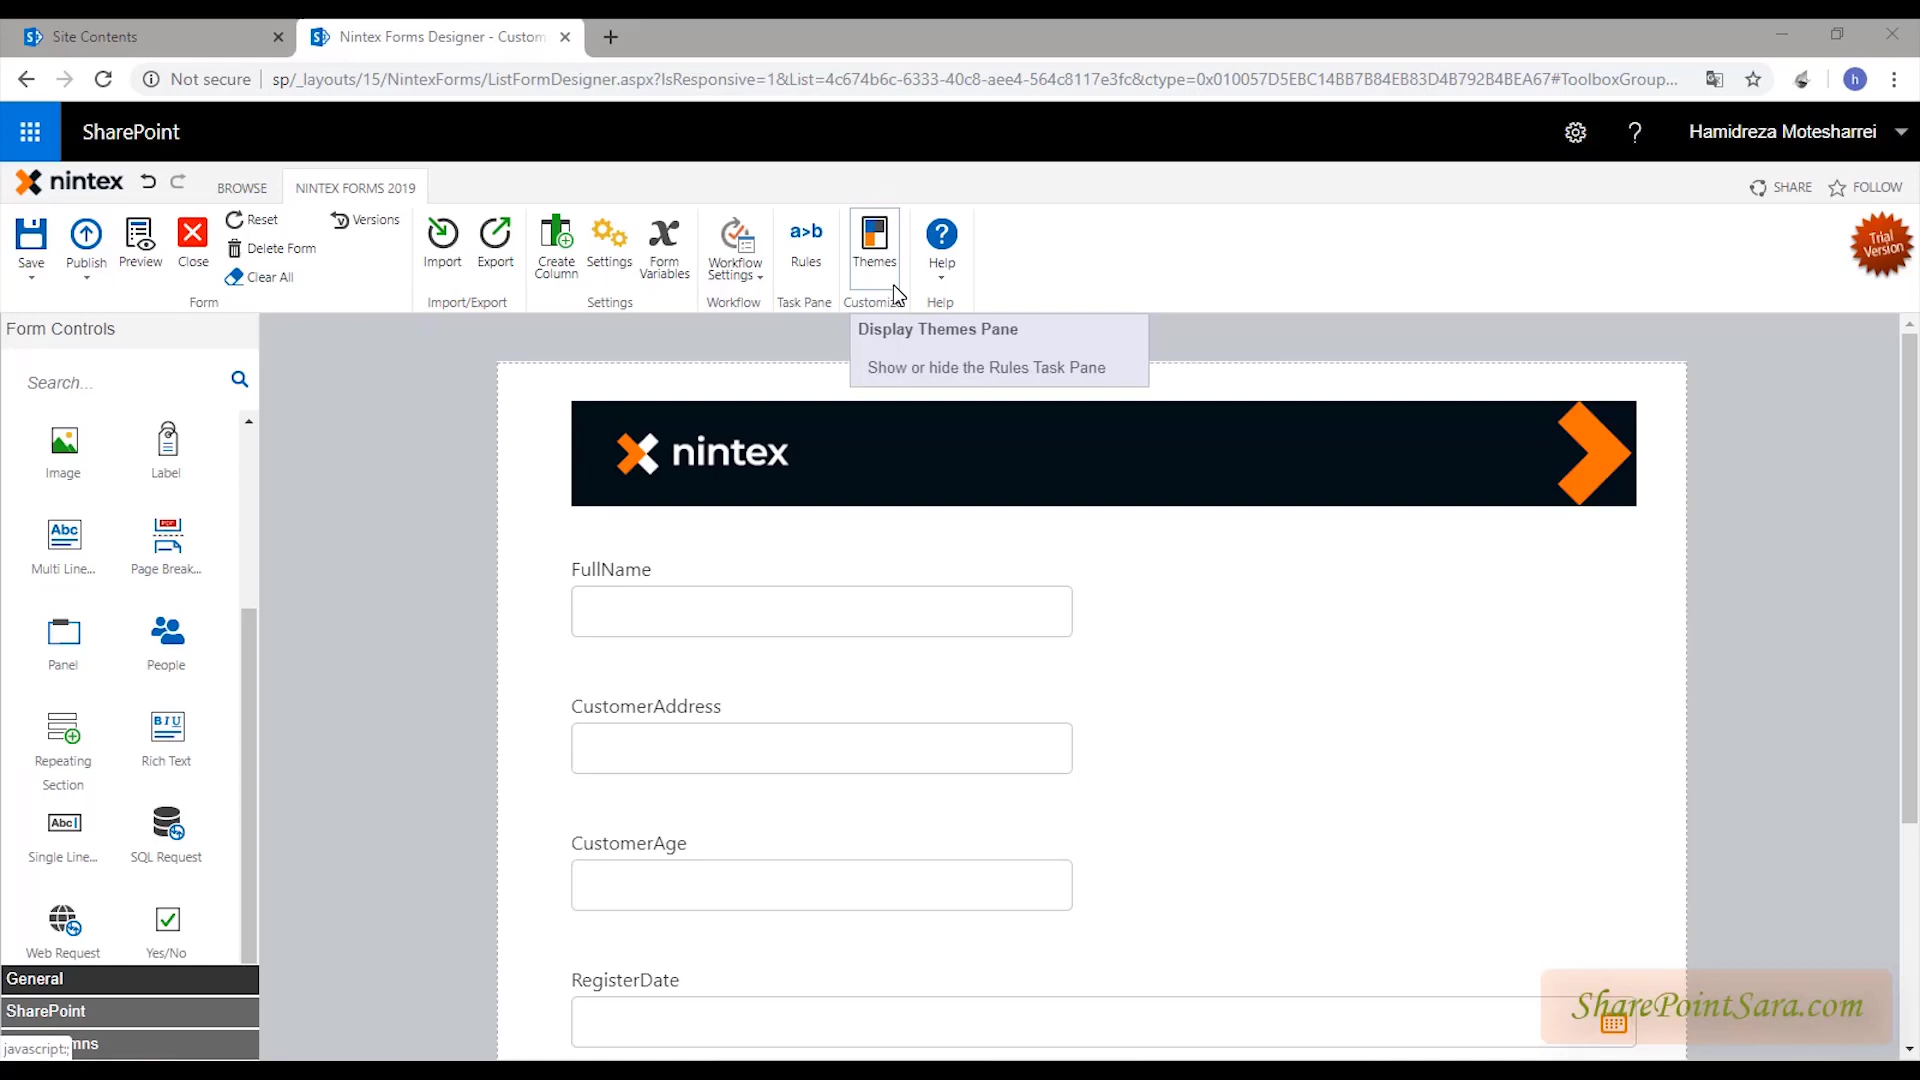 Site Contents
Nintex Forms Designer - Custom
Not secure
sp/_layouts/15/NintexForms/ListFormDesigner.aspx?IsResponsive=1&List=4c674b6c-6333-40c8-aee4-564c8117e3fc&ctype=0x010057D5EBC14BB7B84EB83D4B792B4BEA67#ToolboxGroup...
h
SharePoint
?
Hamidreza Motesharrei
nintex
BROWSE
NINTEX FORMS 2019
SHARE
FOLLOW
Save
Publish
Preview
Close
Reset
Delete Form
Clear All
Versions
Form
Import
Export
Import/Export
Create
Column
Settings
Form
Variables
Settings
Workflow
Settings
Workflow
a>b
Rules
Task Pane
Themes
Help
Help
Trial
Version
Display Themes Pane
Show or hide the Rules Task Pane
Form Controls
Search...
Image
Label
Abc
Multi Line...
PDF
Page Break...
Panel
People
Repeating
Section
BIU
Rich Text
Abc
Single Line...
SQL Request
Web Request
Yes/No
General
SharePoint
mns
javascript:;
nintex
FullName
CustomerAddress
CustomerAge
RegisterDate
SharePointSara.com